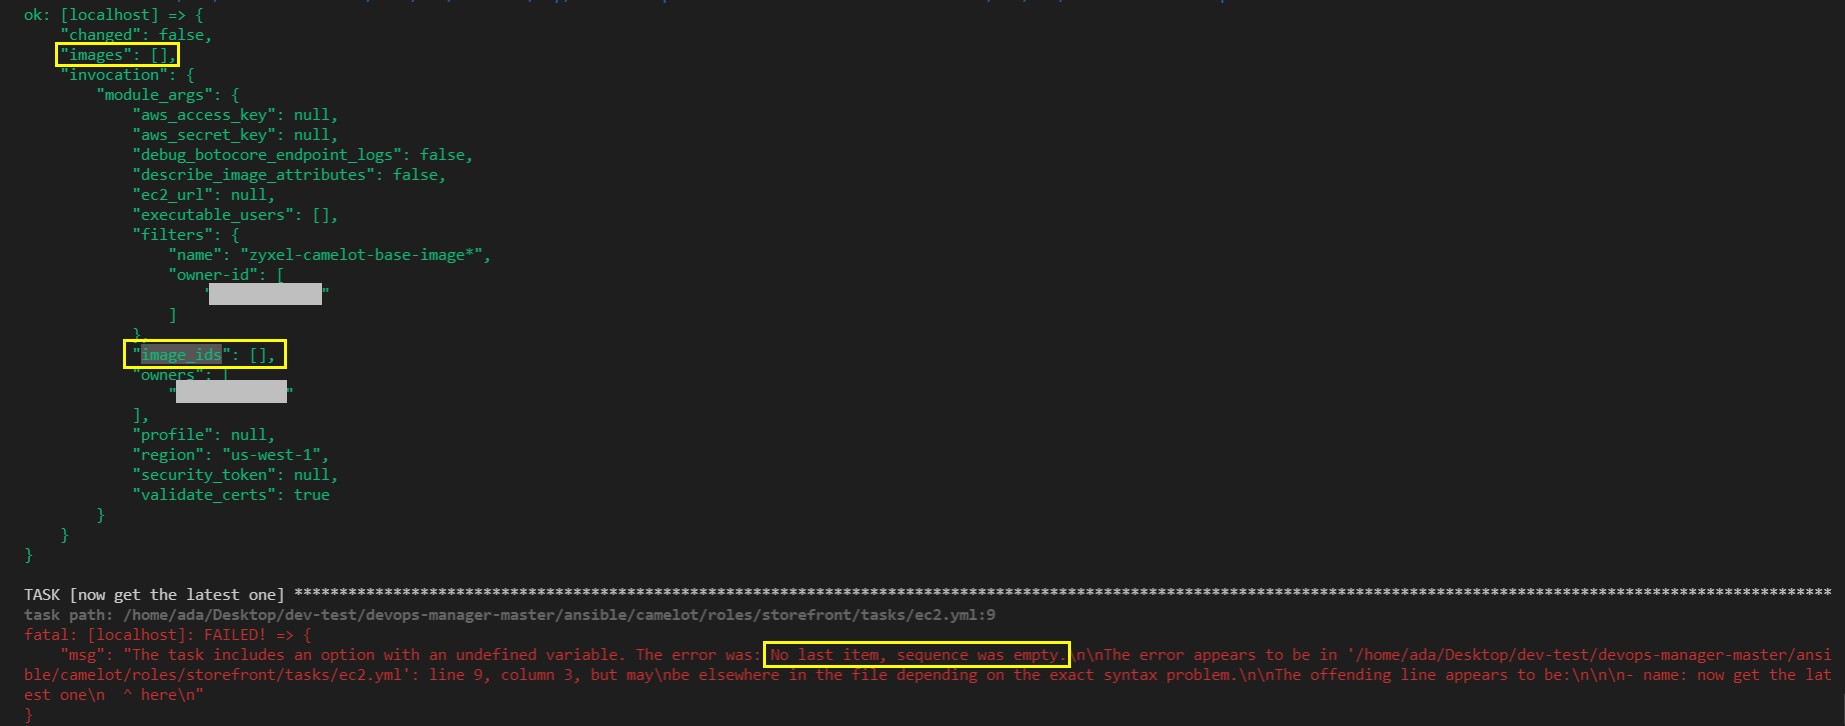 ok: [localhost] => {
"changed": false,
"images": [],
"invocation": {
"module_args": {
"aws_access_key": null,
"aws_secret_key": null,
"debug_botocore_endpoint_logs": false,
"describe_image_attributes": false,
"ec2_url": null,
"executable_users": [],
"filters": {
"name": "zyxel-camelot-base-image*",
"owner-id": [
" "
]
},
"image_ids": [],
"owners": [
" "
],
"profile": null,
"region": "us-west-1",
"security_token": null,
"validate_certs": true
}
}
}
TASK [now get the latest one] ***************************************************************************************************************************************************************************
task path: /home/ada/Desktop/dev-test/devops-manager-master/ansible/camelot/roles/storefront/tasks/ec2.yml:9
fatal: [localhost]: FAILED! => {
"msg": "The task includes an option with an undefined variable. The error was: No last item, sequence was empty.\n\nThe error appears to be in '/home/ada/Desktop/dev-test/devops-manager-master/ansi
ble/camelot/roles/storefront/tasks/ec2.yml': line 9, column 3, but may\nbe elsewhere in the file depending on the exact syntax problem.\n\nThe offending line appears to be:\n\n\n- name: now get the lat
est one\n  ^ here\n"
}